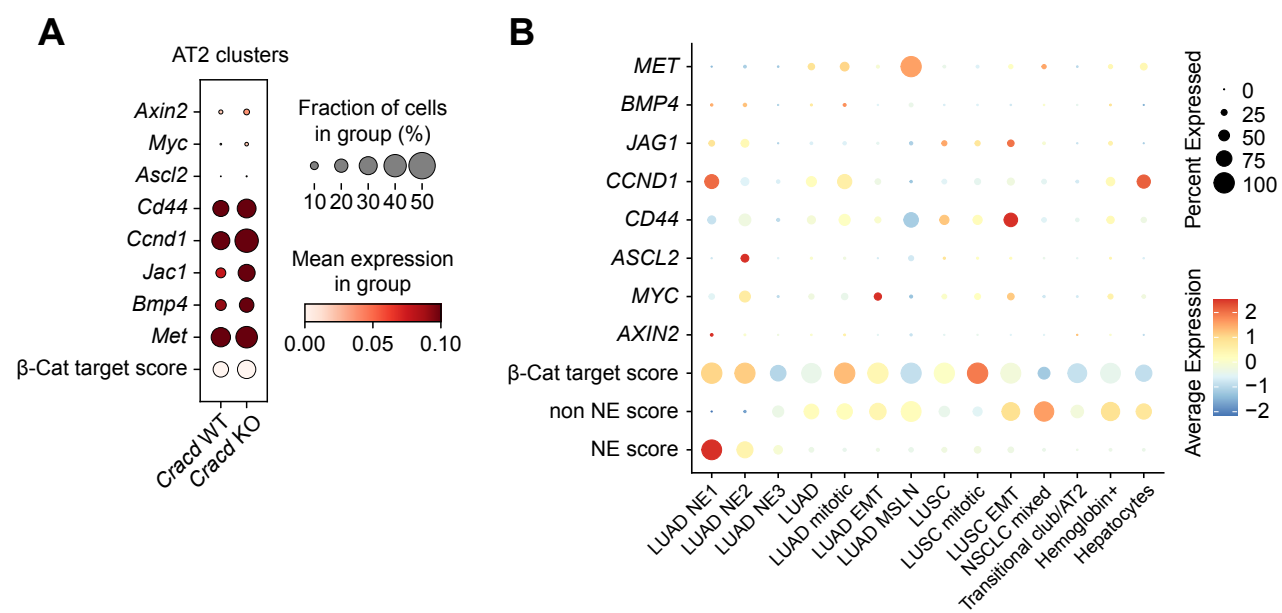 A
AT2 clusters
Axin2
Myc
Ascl2
Cd44
Ccnd1
Jac1
Bmp4
Met
β-Cat target score
Cracd WT
Cracd KO
Fraction of cells
in group (%)
10 20 30 40 50
Mean expression
in group
0.00 0.05 0.10
B
MET
BMP4
JAG1
CCND1
CD44
ASCL2
MYC
AXIN2
β-Cat target score
non NE score
NE score
LUAD NE1
LUAD NE2
LUAD NE3
LUAD
LUAD mitotic
LUAD EMT
LUAD MSLN
LUSC
LUSC mitotic
LUSC EMT
NSCLC mixed
Transitional club/AT2
Hemoglobin+
Hepatocytes
Percent Expressed
0
25
50
75
100
Average Expression
2
1
0
−1
−2